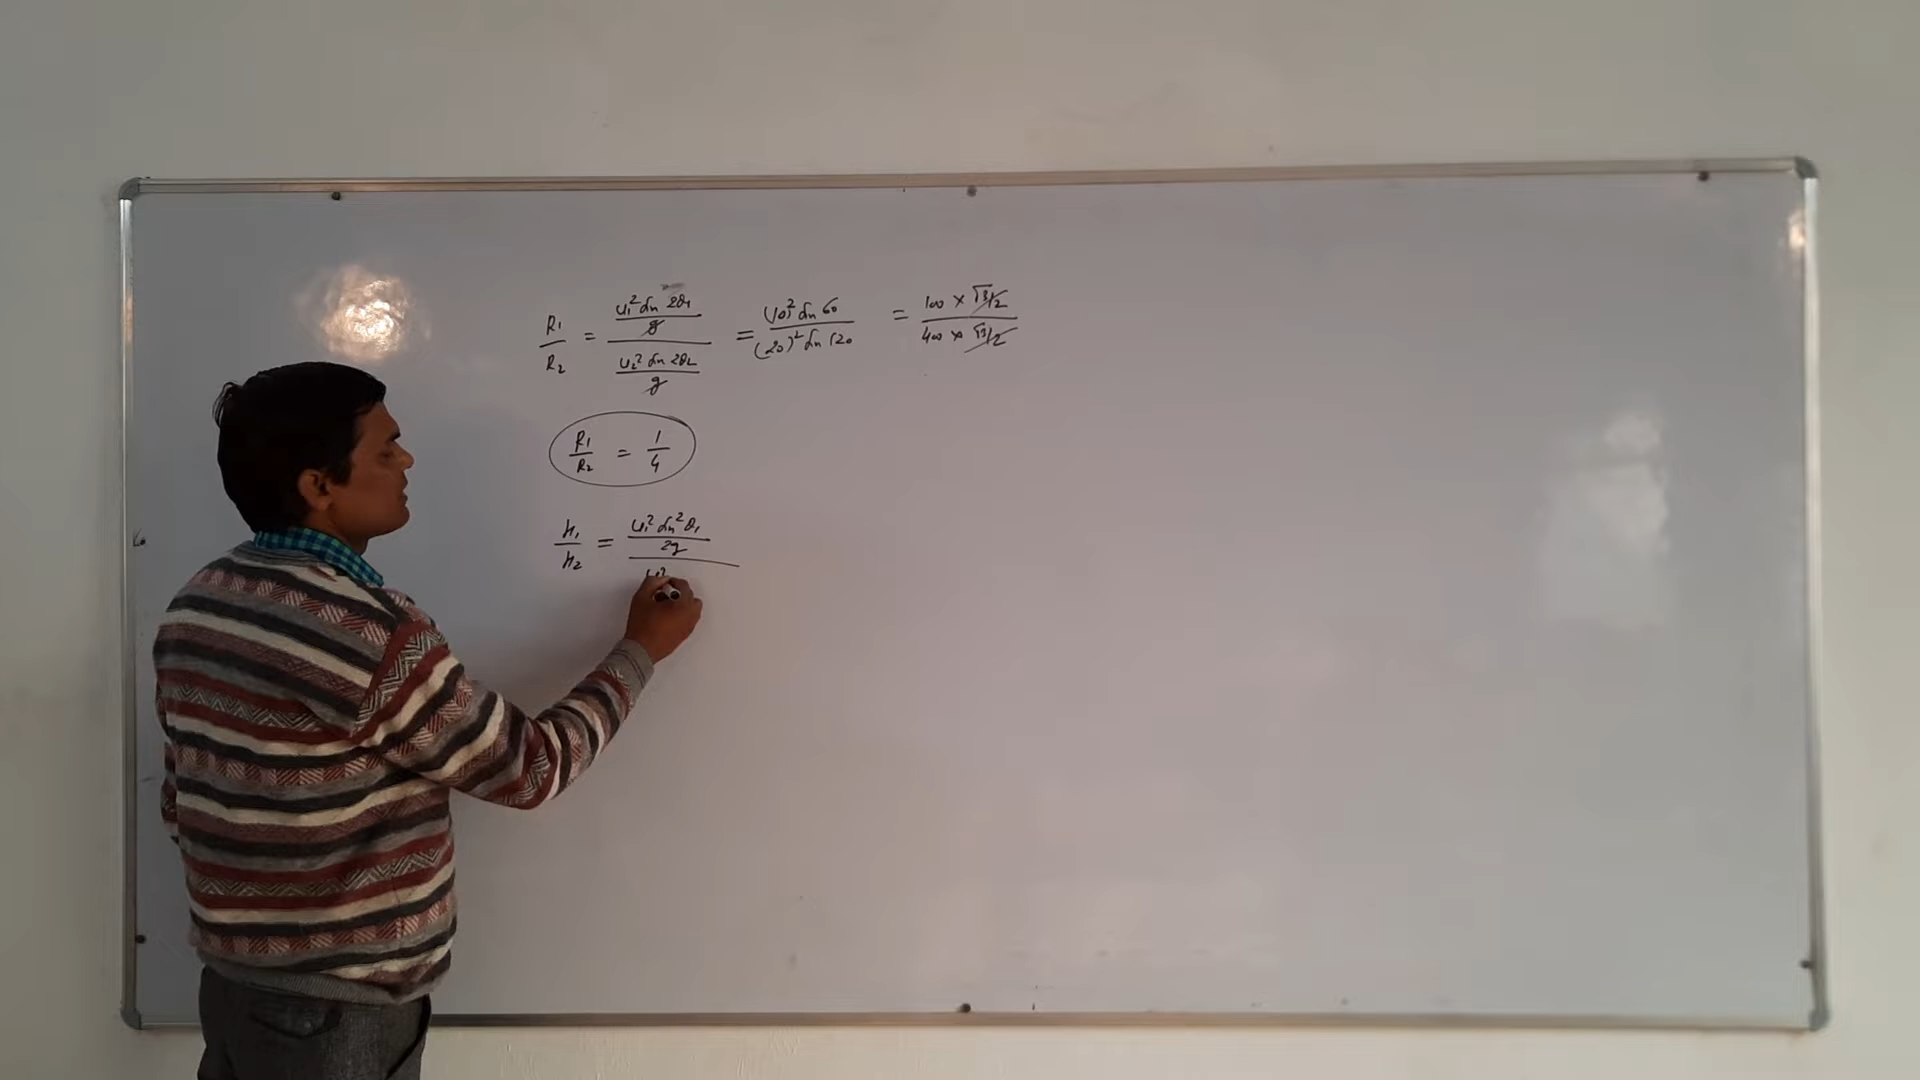 R₁/R₂ = (u₁² sin 2θ₁/g)/(u₂² sin 2θ₂/g) = (10)² sin 60/(20)² sin 120 = 100 × √3/2/400 × √3/2
R₁/R₂ = 1/4
h₁/h₂ = (u₁² sin² θ₁/2g)/u²